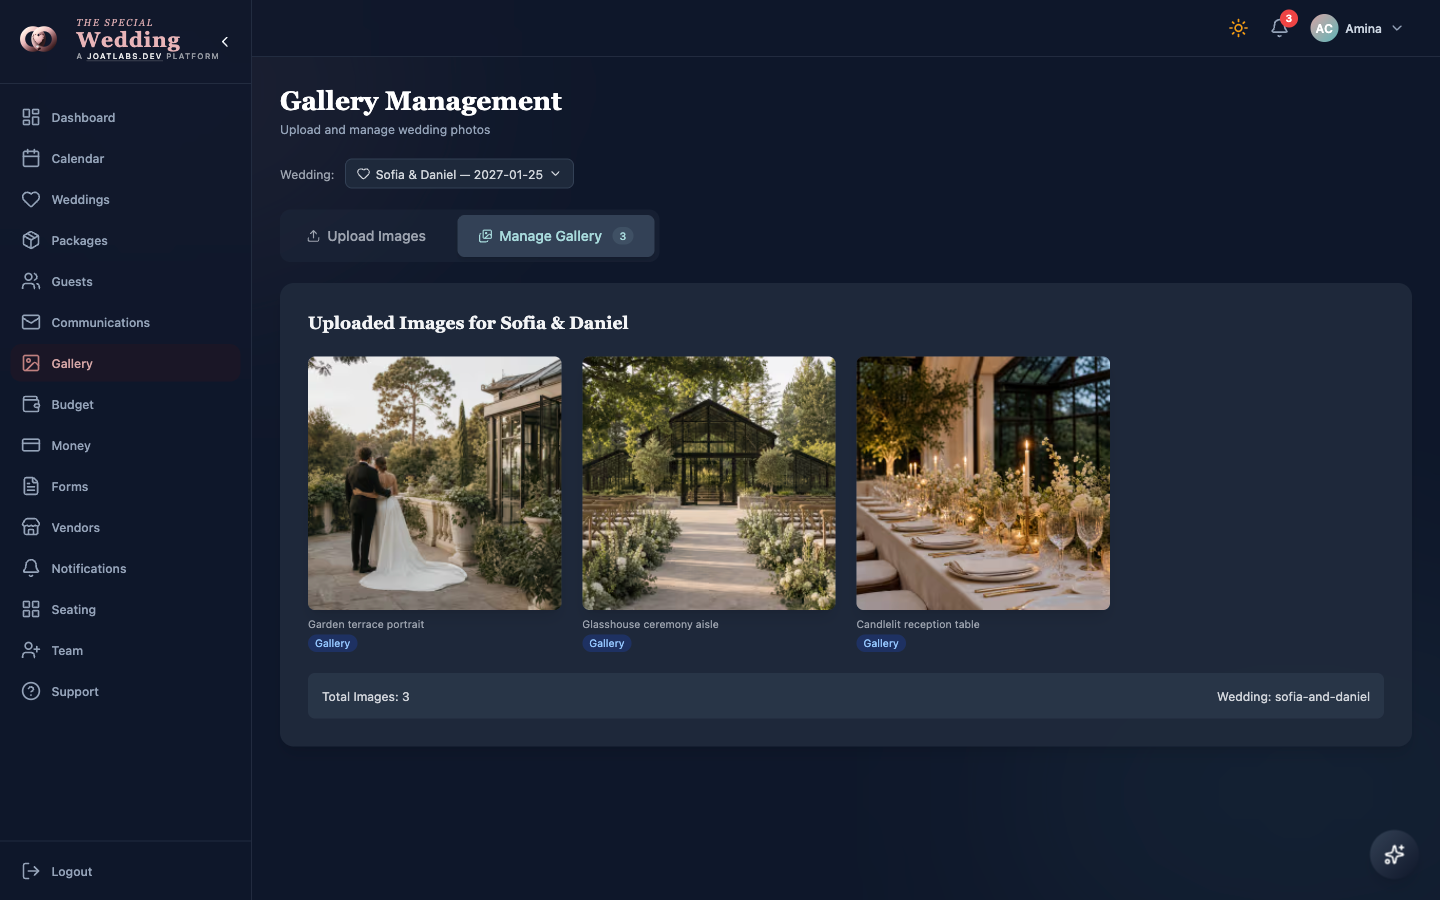 THE SPECIAL
Wedding
A JOATLABS.DEV PLATFORM
Dashboard
Calendar
Weddings
Packages
Guests
Communications
Gallery
Budget
Money
Forms
Vendors
Notifications
Seating
Team
Support
Logout
3
AC Amina
Gallery Management
Upload and manage wedding photos
Wedding: Sofia & Daniel — 2027-01-25
Upload Images
Manage Gallery 3
Uploaded Images for Sofia & Daniel
Garden terrace portrait
Gallery
Glasshouse ceremony aisle
Gallery
Candlelit reception table
Gallery
Total Images: 3
Wedding: sofia-and-daniel